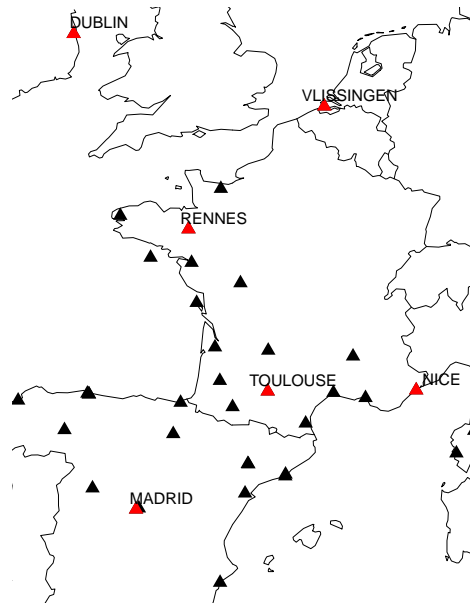 DUBLIN
VLISSINGEN
RENNES
TOULOUSE
NICE
MADRID